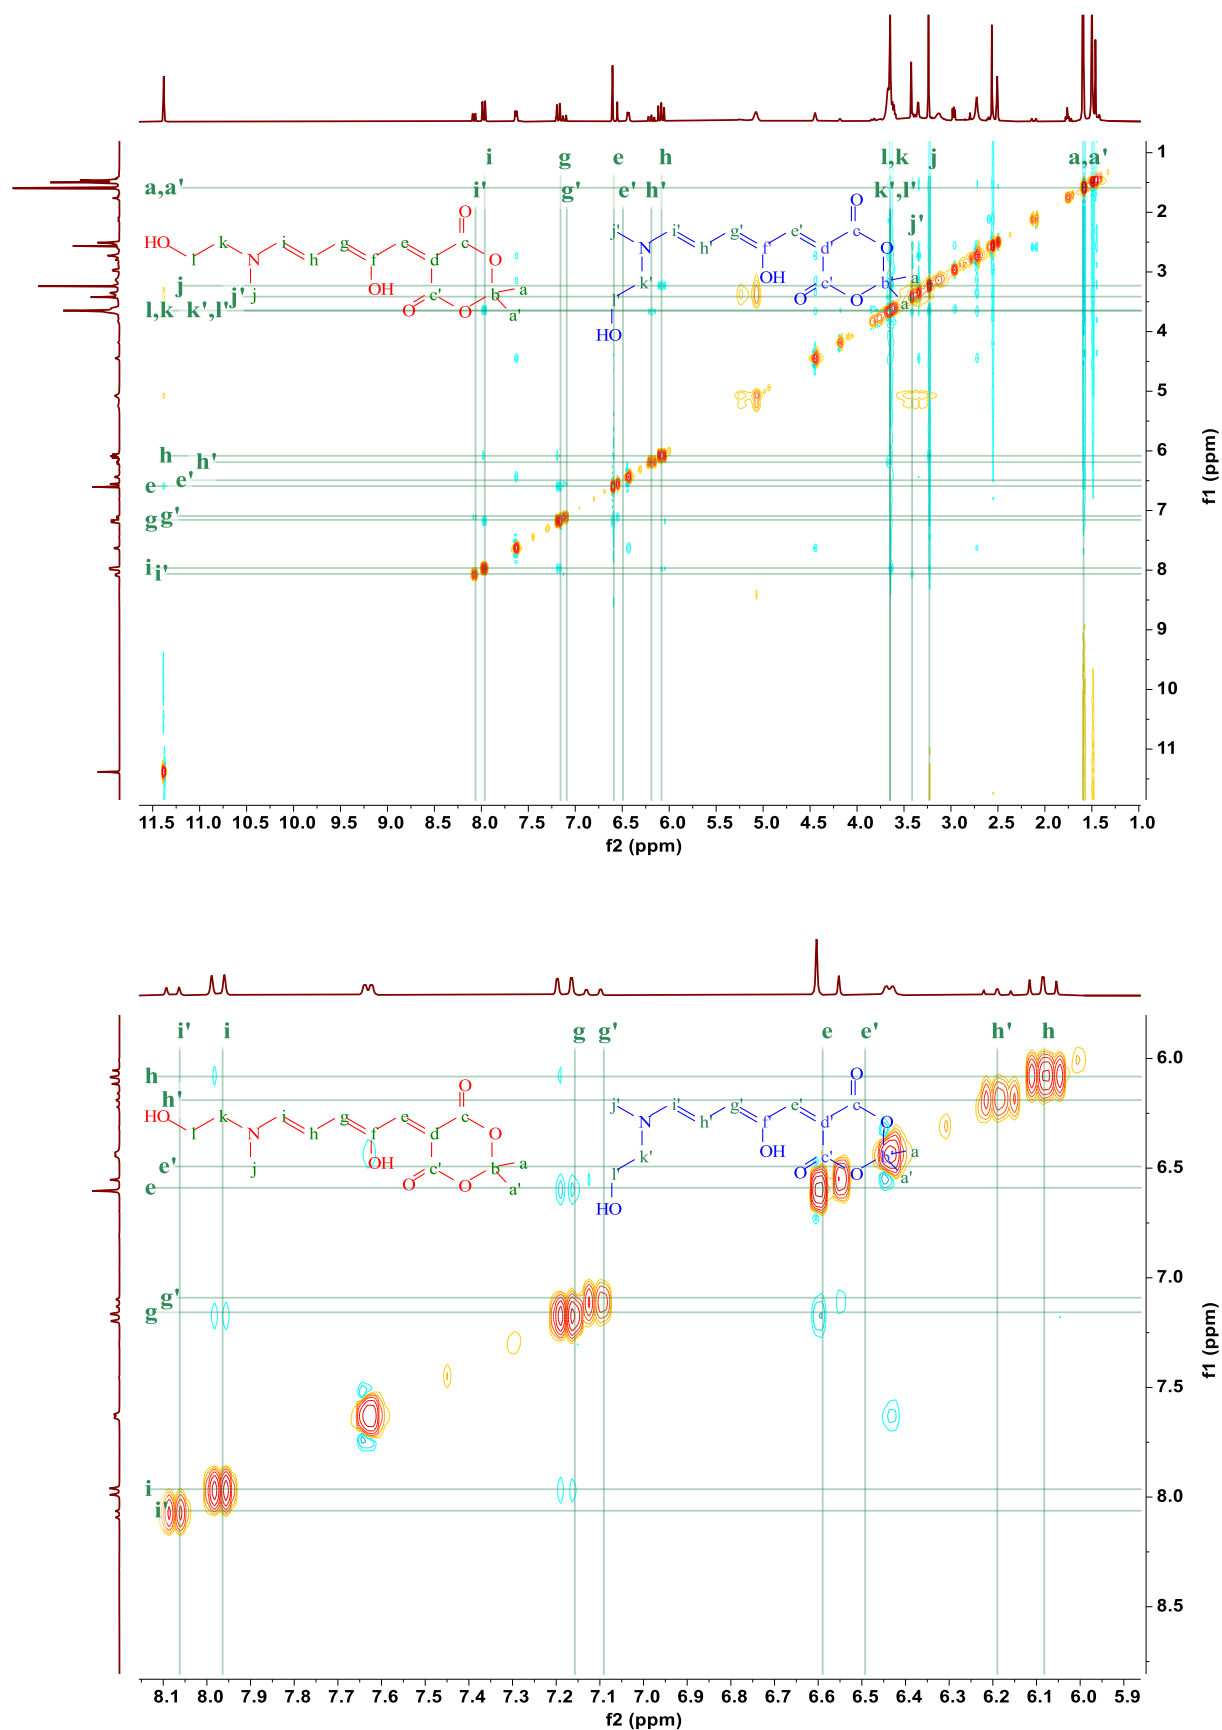 i g e h l,k j a,a'
a,a' i' g' e' h' k',l'
j'
HO k i g e O c O
l N h f d
j j OH c' b a
l,k k',l' j' O O a'
j' i' g' e' O c O
N h' f' d'
k' OH c' b' a
l' O O a'
HO
h h'
e e'
g g'
i i'
1
2
3
4
5
6
7
8
9
10
11
f1 (ppm)
11.5 11.0 10.5 10.0 9.5 9.0 8.5 8.0 7.5 7.0 6.5 6.0 5.5 5.0 4.5 4.0 3.5 3.0 2.5 2.0 1.5 1.0
f2 (ppm)
i' i g g' e e' h' h
h
h'
HO k i g e O c O
l N h f d
j OH c' b a
O O a'
j' i' g' e' O c O
N h' f' d'
k' OH c' b' a
l' O O a'
HO
e'
e
g'
g
i
i'
6.0
6.5
7.0
7.5
8.0
8.5
f1 (ppm)
8.1 8.0 7.9 7.8 7.7 7.6 7.5 7.4 7.3 7.2 7.1 7.0 6.9 6.8 6.7 6.6 6.5 6.4 6.3 6.2 6.1 6.0 5.9
f2 (ppm)